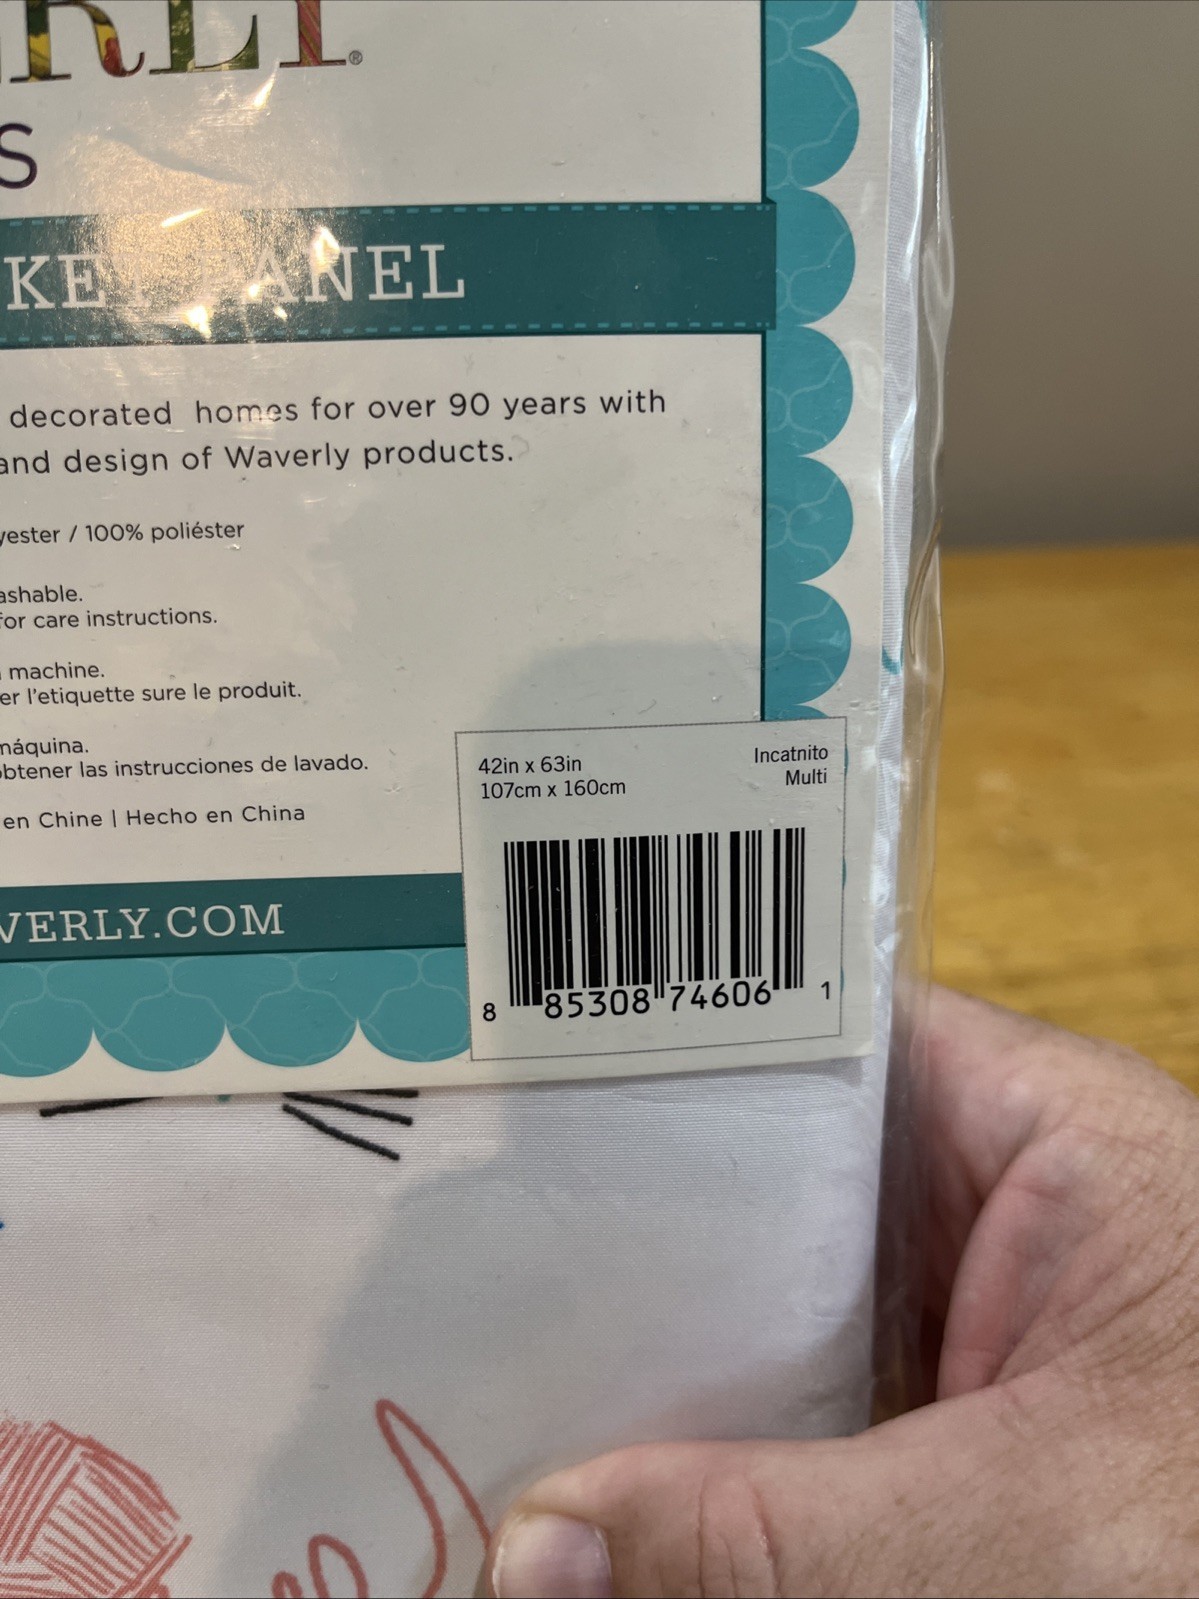 S
PANEL
decorated homes for over 90 years with
and design of Waverly products.
yester / 100% poliéster
ashable.
for care instructions.
machine.
er l'etiquette sure le produit.
máquina.
obtener las instrucciones de lavado.
en Chine | Hecho en China
VERLY.COM
42in x 63in
107cm x 160cm
Incatnito
Multi
8 85308 74606 1